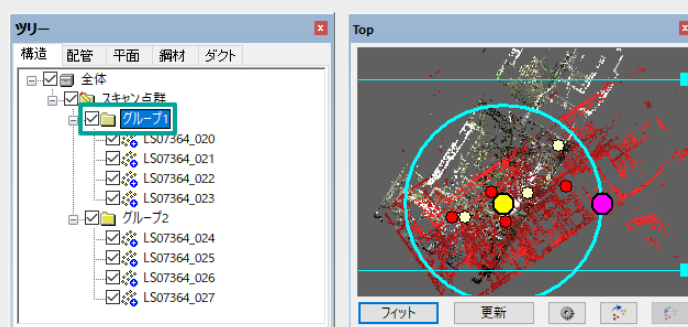 ツリー
構造 配管 平面 鋼材 ダクト
全体
スキャン点群
グループ1
LS07364_020
LS07364_021
LS07364_022
LS07364_023
グループ2
LS07364_024
LS07364_025
LS07364_026
LS07364_027
Top
フィット 更新